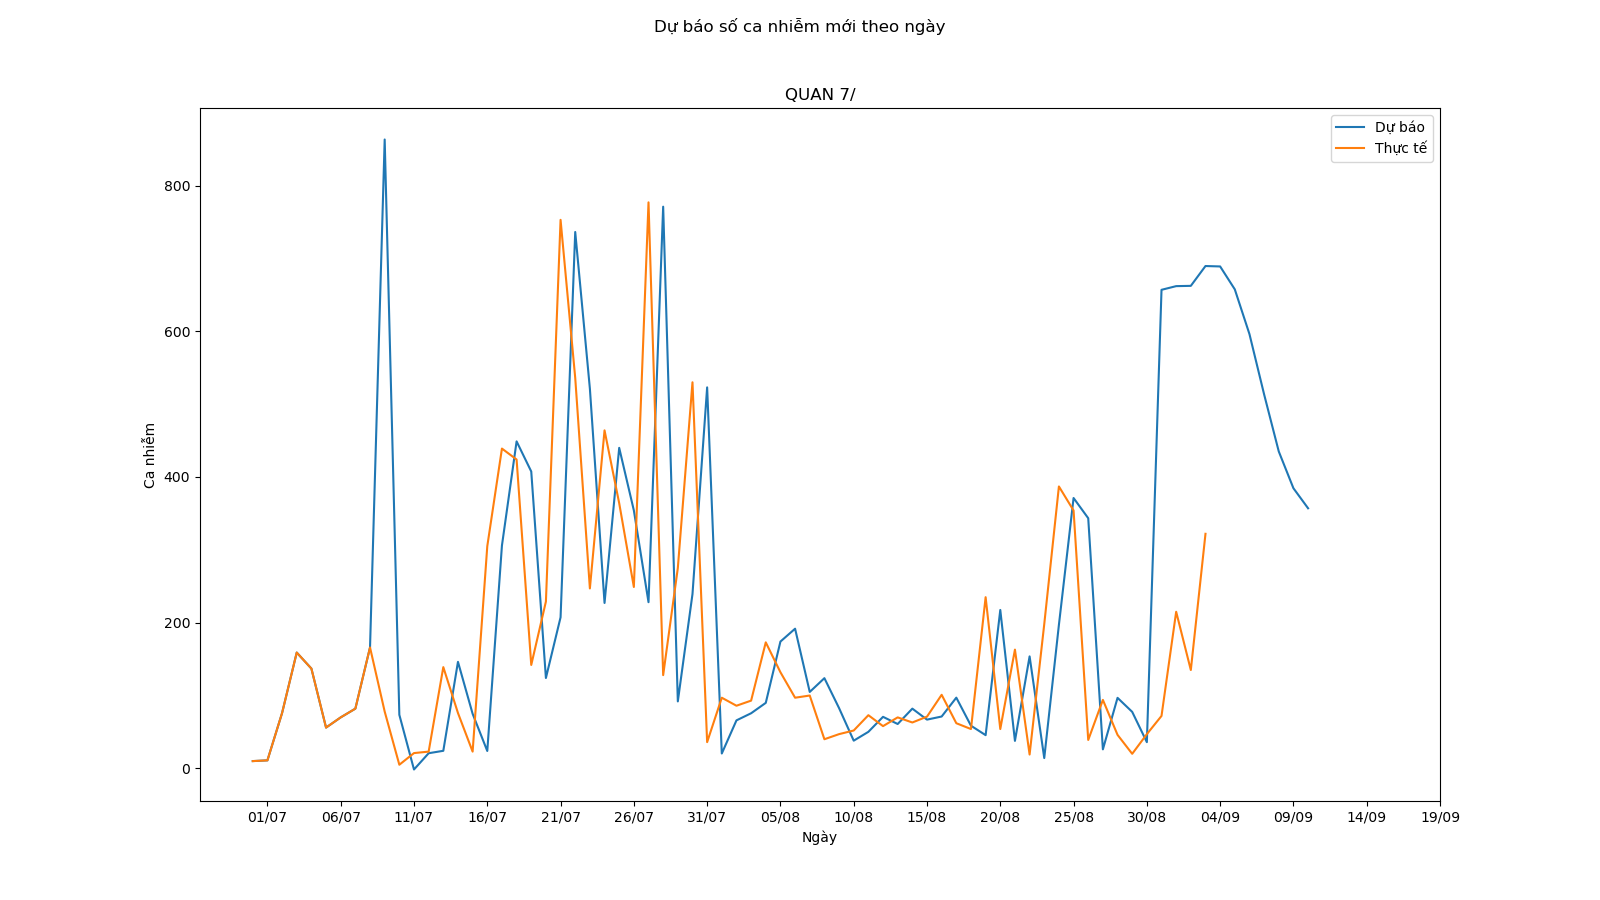 Dự báo số ca nhiễm mới theo ngày
QUAN 7/
Dự báo
Thực tế
800
600
400
200
0
Ca nhiễm
01/07 06/07 11/07 16/07 21/07 26/07 31/07 05/08 10/08 15/08 20/08 25/08 30/08 04/09 09/09 14/09 19/09
Ngày